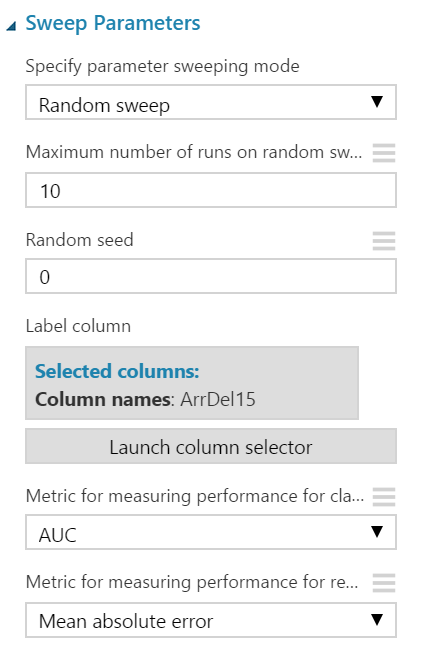 Sweep Parameters
Specify parameter sweeping mode
Random sweep
Maximum number of runs on random sw...
10
Random seed
0
Label column
Selected columns:
Column names: ArrDel15
Launch column selector
Metric for measuring performance for cla...
AUC
Metric for measuring performance for re...
Mean absolute error